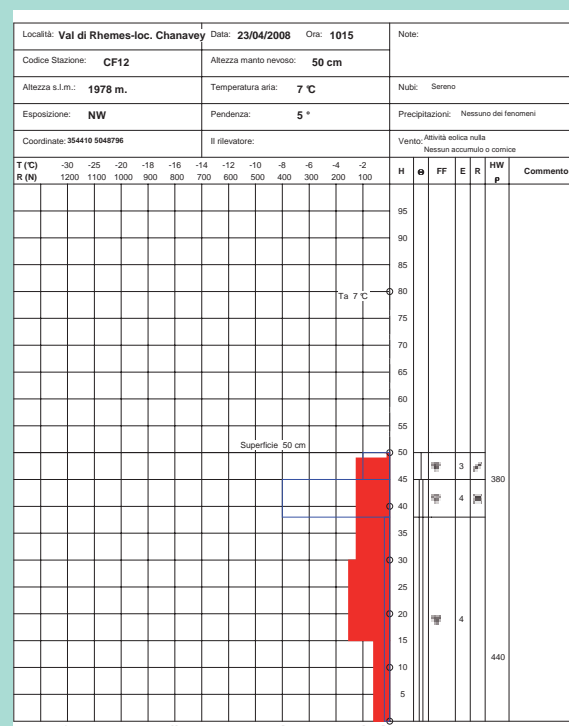 Località: Val di Rhemes-loc. Chanavey Data: 23/04/2008 Ora: 1015 Note:
Codice Stazione: CF12 Altezza manto nevoso: 50 cm
Altezza s.l.m.: 1978 m. Temperatura aria: 7 °C Nubi: Sereno
Esposizione: NW Pendenza: 5 ° Precipitazioni: Nessuno dei fenomeni
Coordinate: 354410 5048796 Il rilevatore: Vento: Attività eolica nulla
Nessun accumulo o cornice
T (°C) -30 -25 -20 -18 -16 -14 -12 -10 -8 -6 -4 -2 H Θ FF E R HW Commento
R (N) 1200 1100 1000 900 800 700 600 500 400 300 200 100 ρ
95
90
85
Ta 7 °C 80
75
70
65
60
55
Superficie 50 cm 50
3
45 380
40 4
35
30
25
20 4
15
10 440
5